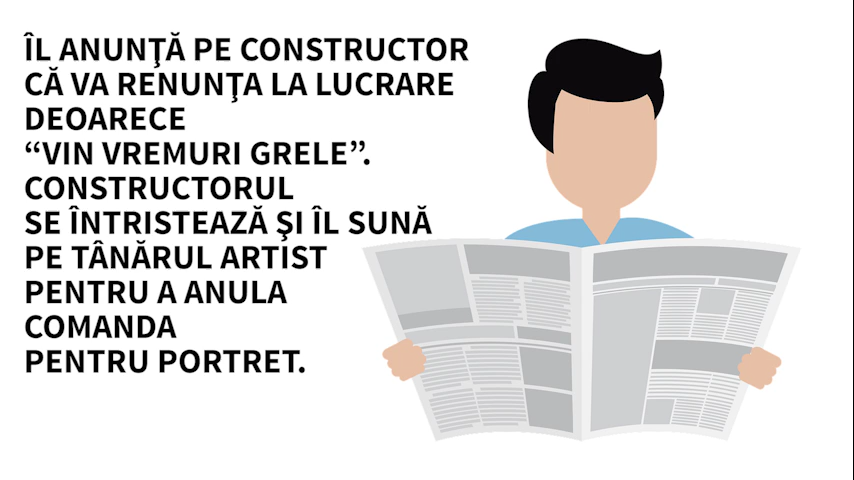 ÎL ANUNŢĂ PE CONSTRUCTOR
CĂ VA RENUNŢA LA LUCRARE
DEOARECE
“VIN VREMURI GRELE”.
CONSTRUCTORUL
SE ÎNTRISTEAZĂ ŞI ÎL SUNĂ
PE TÂNĂRUL ARTIST
PENTRU A ANULA
COMANDA
PENTRU PORTRET.